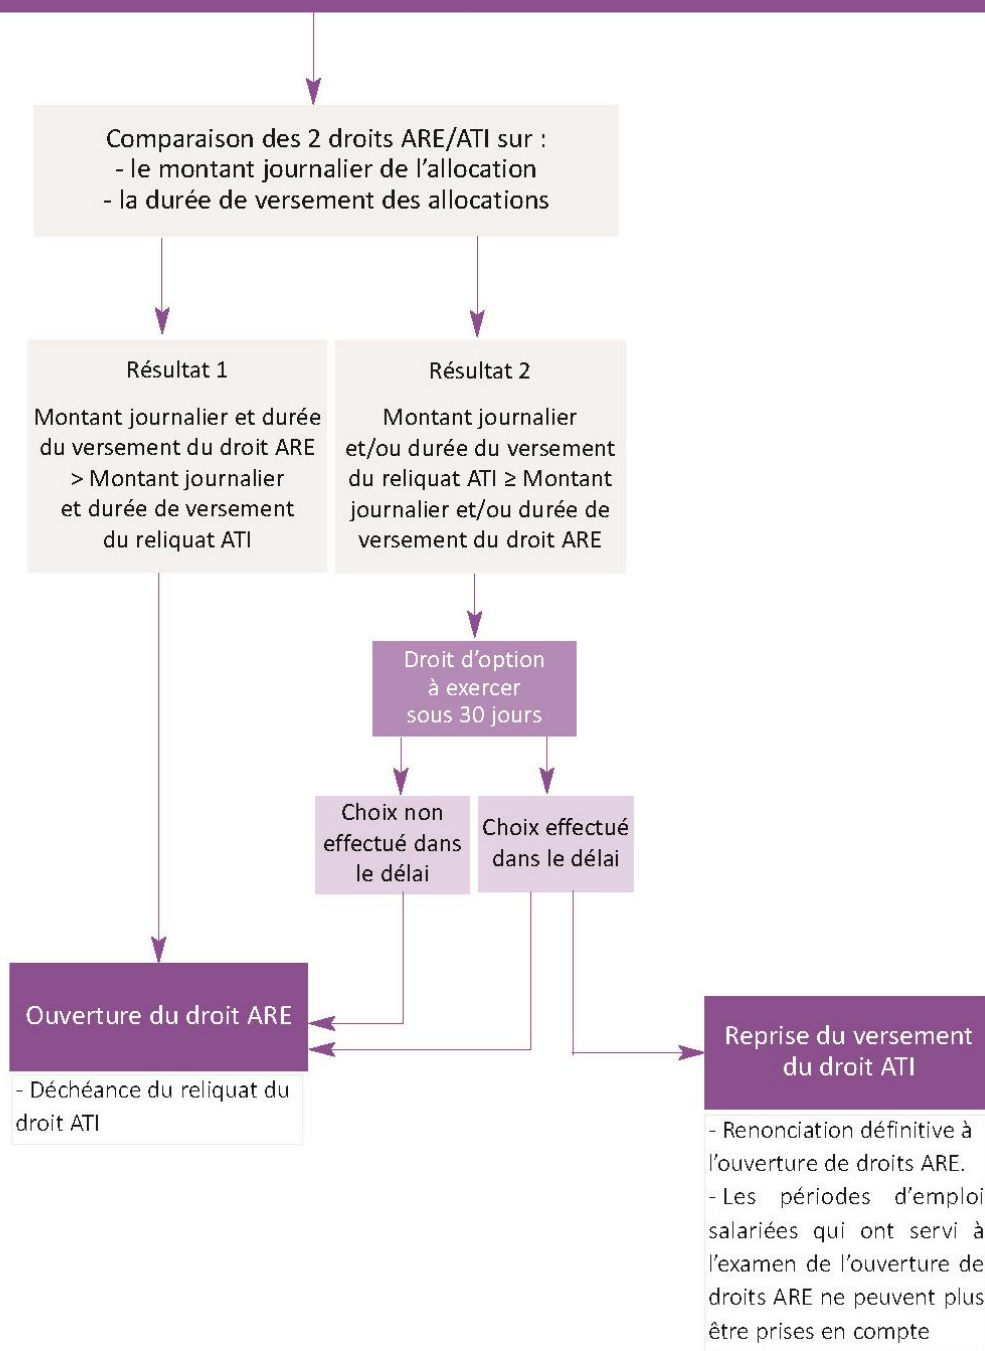 Comparaison des 2 droits ARE/ATI sur :
- le montant journalier de l'allocation
- la durée de versement des allocations
Résultat 1
Montant journalier et durée
du versement du droit ARE
> Montant journalier
et durée de versement
du reliquat ATI
Résultat 2
Montant journalier
et/ou durée du versement
du reliquat ATI ≥ Montant
journalier et/ou durée de
versement du droit ARE
Droit d'option
à exercer
sous 30 jours
Choix non
effectué dans
le délai
Choix effectué
dans le délai
Ouverture du droit ARE
- Déchéance du reliquat du
droit ATI
Reprise du versement
du droit ATI
- Renonciation définitive à
l'ouverture de droits ARE.
- Les périodes d'emploi
salariées qui ont servi à
l'examen de l'ouverture de
droits ARE ne peuvent plus
être prises en compte